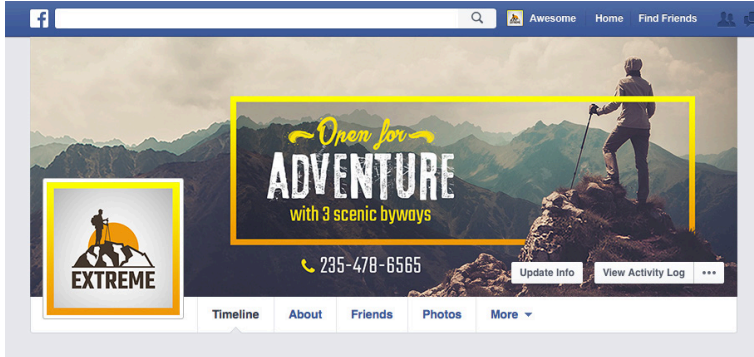 f
Awesome
Home
Find Friends
Open for
ADVENTURE
with 3 scenic byways
235-478-6565
EXTREME
Update Info
View Activity Log
•••
Timeline
About
Friends
Photos
More